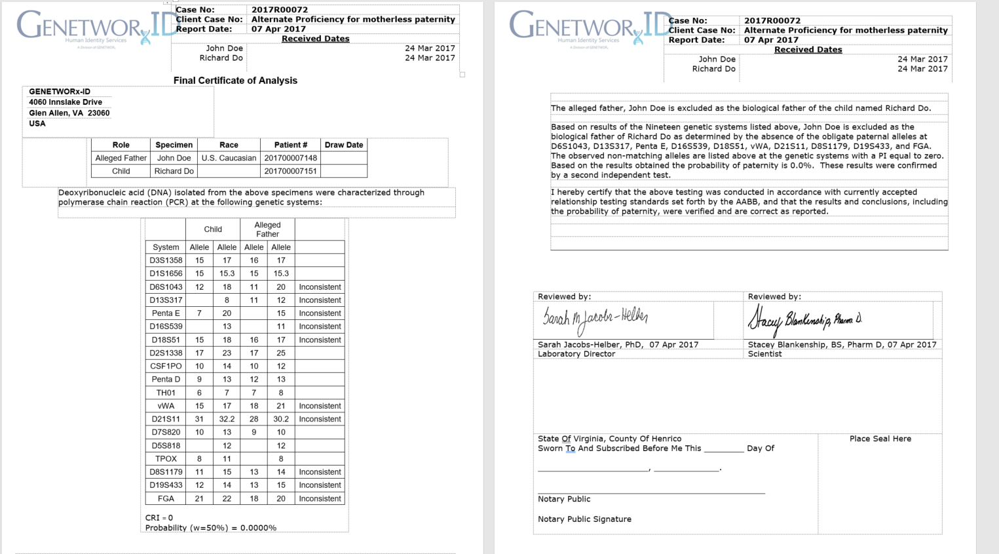 GENETWORxID
Human Identity Services
A Division of GENETWORx
Case No: 2017R00072
Client Case No: Alternate Proficiency for motherless paternity
Report Date: 07 Apr 2017
Received Dates
John Doe 24 Mar 2017
Richard Do 24 Mar 2017
Final Certificate of Analysis
GENETWORx-ID
4060 Innslake Drive
Glen Allen, VA 23060
USA
Role Specimen Race Patient # Draw Date
Alleged Father John Doe U.S. Caucasian 201700007148
Child Richard Do 201700007151
Deoxyribonucleic acid (DNA) isolated from the above specimens were characterized through
polymerase chain reaction (PCR) at the following genetic systems:
Child Alleged
Father
System Allele Allele Allele Allele
D3S1358 15 17 16 17
D1S1656 15 15.3 15 15.3
D6S1043 12 18 11 20 Inconsistent
D13S317 8 11 12 Inconsistent
Penta E 7 20 15 Inconsistent
D16S539 13 11 Inconsistent
D18S51 15 18 16 17 Inconsistent
D2S1338 17 23 17 25
CSF1PO 10 14 10 12
Penta D 9 13 12 13
TH01 6 7 7 8
vWA 15 17 18 21 Inconsistent
D21S11 31 32.2 28 30.2 Inconsistent
D7S820 10 13 9 10
D5S818 12 12
TPOX 8 11 8
D8S1179 11 15 13 14 Inconsistent
D19S433 12 14 13 15 Inconsistent
FGA 21 22 18 20 Inconsistent
CRI = 0
Probability (w=50%) = 0.0000%
GENETWORxID
Human Identity Services
A Division of GENETWORx
Case No: 2017R00072
Client Case No: Alternate Proficiency for motherless paternity
Report Date: 07 Apr 2017
Received Dates
John Doe 24 Mar 2017
Richard Do 24 Mar 2017
The alleged father, John Doe is excluded as the biological father of the child named Richard Do.
Based on results of the Nineteen genetic systems listed above, John Doe is excluded as the
biological father of Richard Do as determined by the absence of the obligate paternal alleles at
D6S1043, D13S317, Penta E, D16S539, D18S51, vWA, D21S11, D8S1179, D19S433, and FGA.
The observed non-matching alleles are listed above at the genetic systems with a PI equal to zero.
Based on the results obtained the probability of paternity is 0.0%. These results were confirmed
by a second independent test.
I hereby certify that the above testing was conducted in accordance with currently accepted
relationship testing standards set forth by the AABB, and that the results and conclusions, including
the probability of paternity, were verified and are correct as reported.
Reviewed by: Reviewed by:
Sarah M Jacobs-Helber Stacey Blankenship, Pharm. D.
Sarah Jacobs-Helber, PhD, 07 Apr 2017 Stacey Blankenship, BS, Pharm D, 07 Apr 2017
Laboratory Director Scientist
State Of Virginia, County Of Henrico Place Seal Here
Sworn To And Subscribed Before Me This ________ Day Of
______________________, _____________.
Notary Public
Notary Public Signature